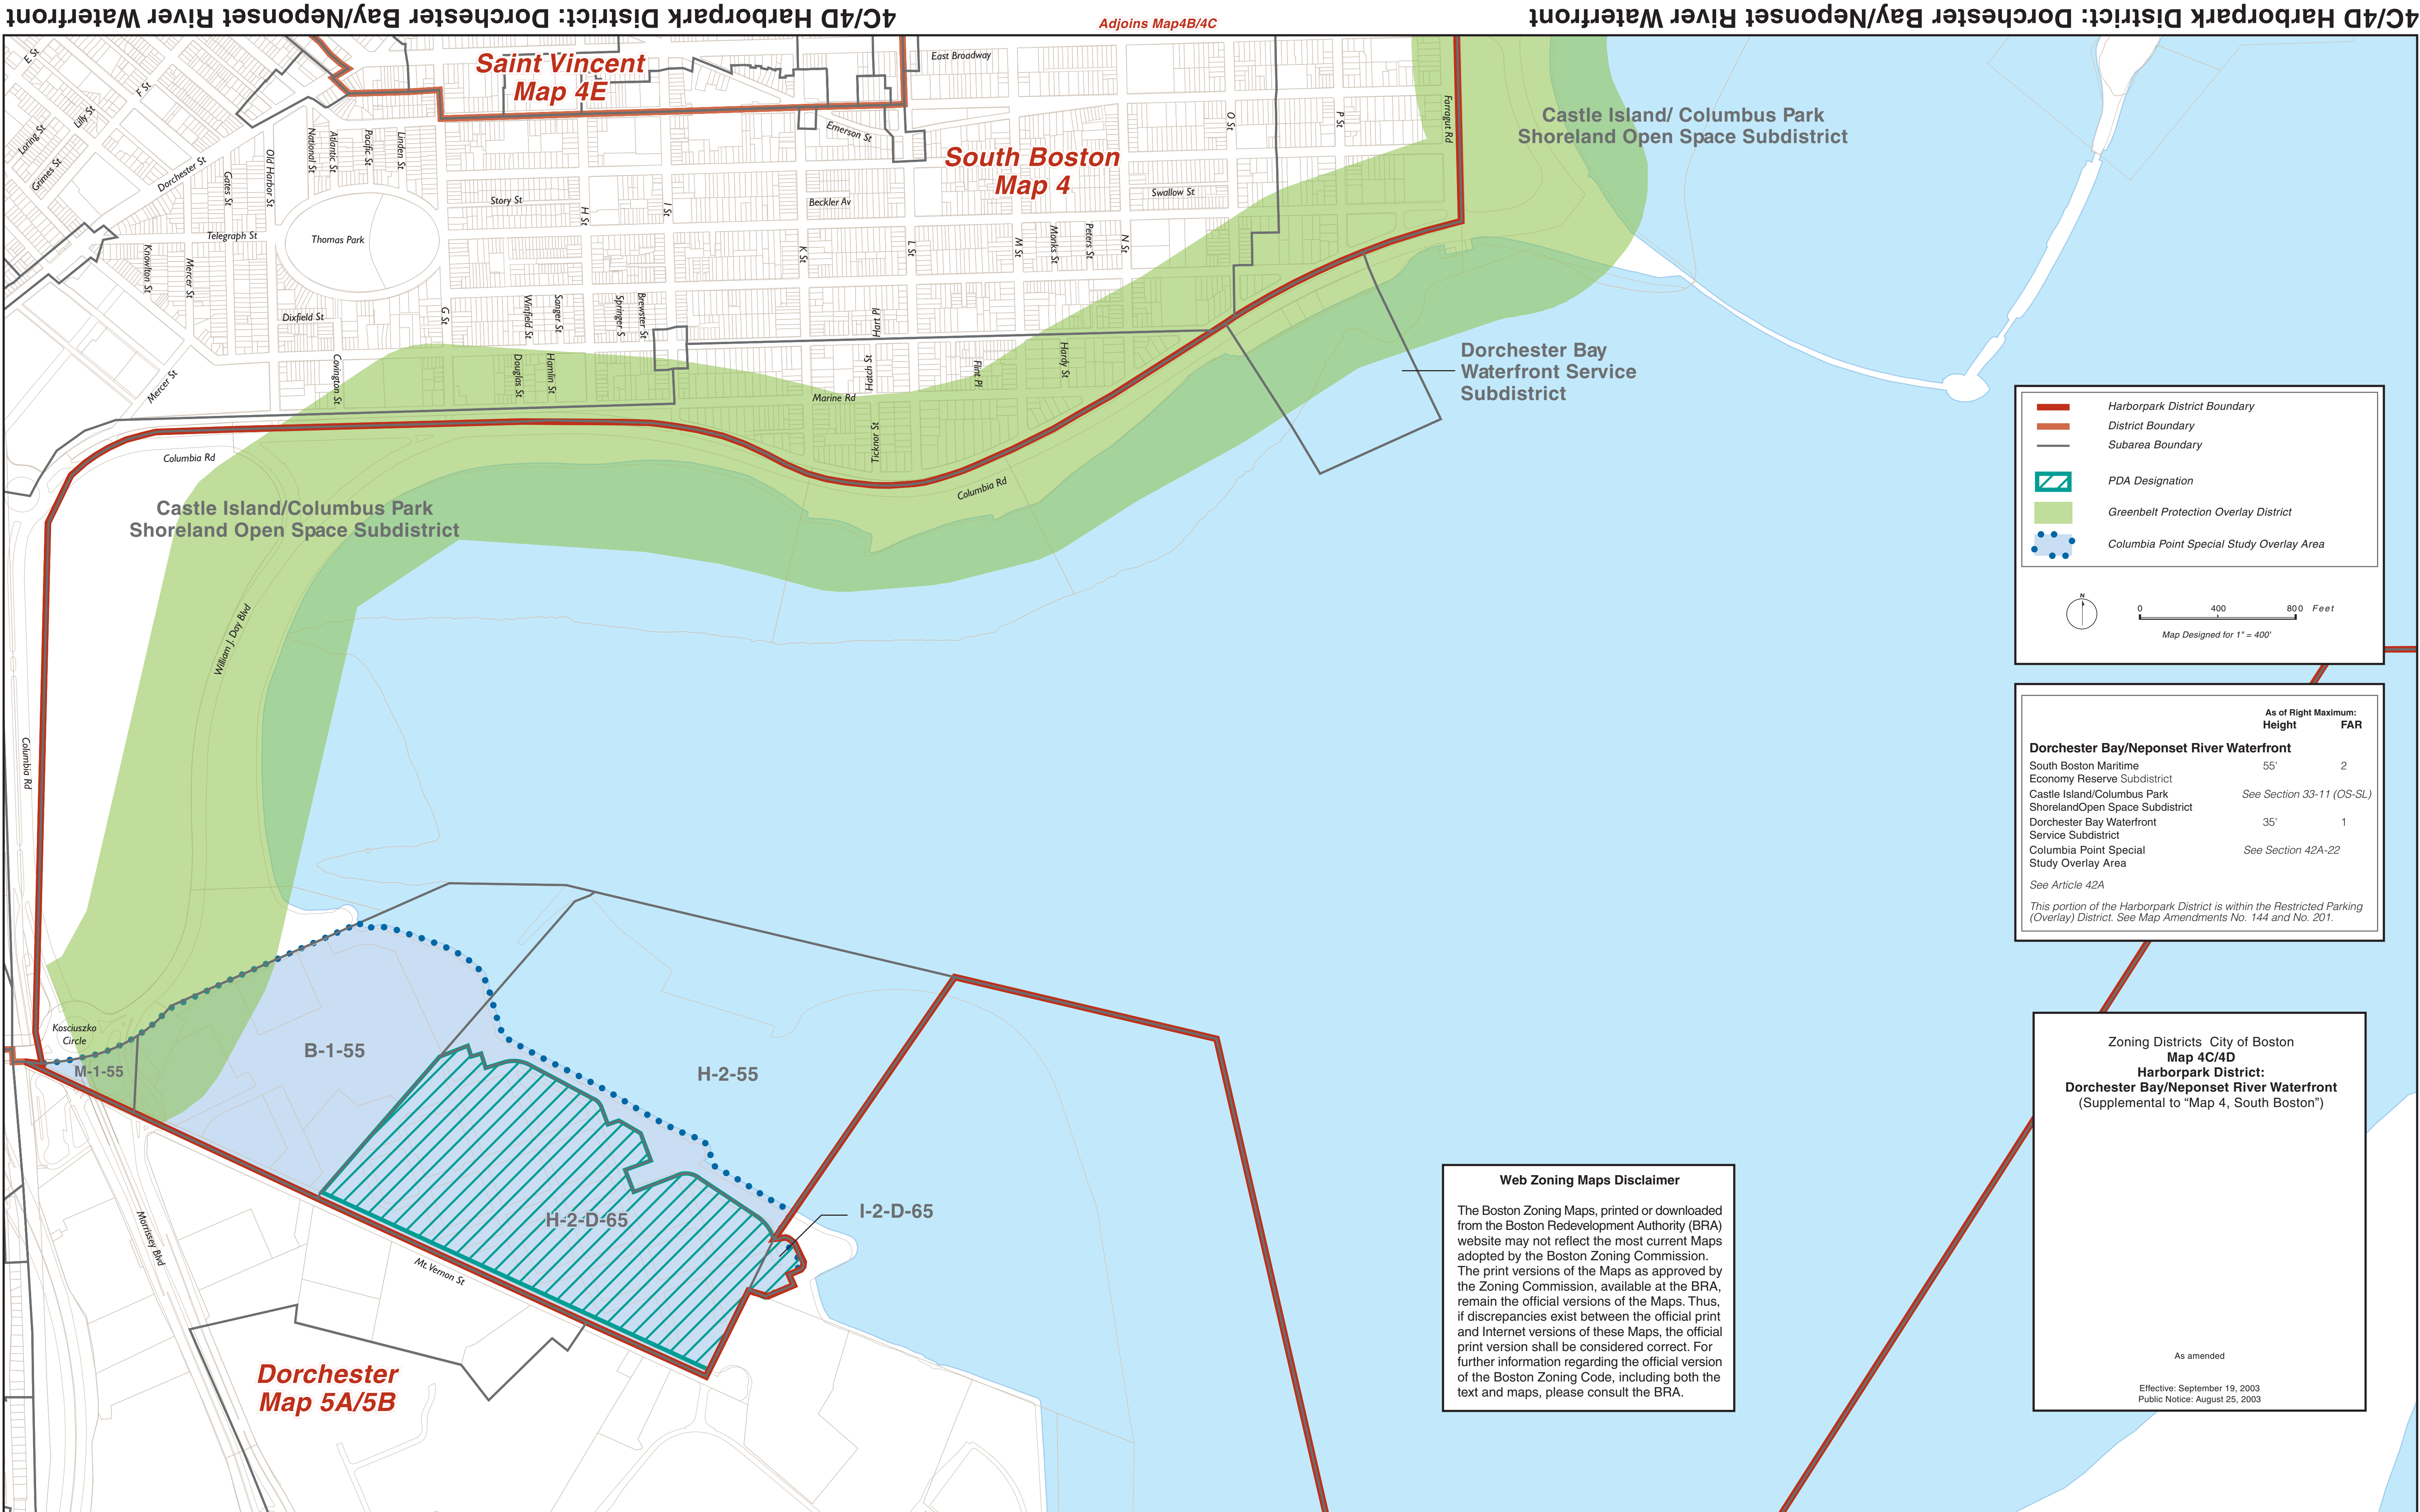 4C/4D Harborpark District: Dorchester Bay/Neponset River Waterfront
Adjoins Map4B/4C
4C/4D Harborpark District: Dorchester Bay/Neponset River Waterfront
E St
F St
Lilly St
Loring St
Grimes St
Dorchester St
Gates St
Old Harbor St
National St
Atlantic St
Pacific St
Linden St
Saint Vincent
Map 4E
East Broadway
Emerson St
South Boston
Map 4
O St
P St
Farragut Rd
Castle Island/ Columbus Park
Shoreland Open Space Subdistrict
Story St
H St
I St
Beckler Av
Swallow St
Telegraph St
Thomas Park
Knowlton St
Mercer St
K St
L St
M St
Monks St
Peters St
N St
Dixfield St
G St
Winfield St
Sanger St
Springer S
Brewster St
Hart Pl
Mercer St
Covington St
Douglas St
Hamlin St
Hatch St
Flint Pl
Hardy St
Marine Rd
Ticknor St
Dorchester Bay
Waterfront Service
Subdistrict
Columbia Rd
Columbia Rd
Castle Island/Columbus Park
Shoreland Open Space Subdistrict
William J. Day Blvd
Columbia Rd
Harborpark District Boundary
District Boundary
Subarea Boundary
PDA Designation
Greenbelt Protection Overlay District
Columbia Point Special Study Overlay Area
N
0 400 800 Feet
Map Designed for 1" = 400'
As of Right Maximum:
Height FAR
Dorchester Bay/Neponset River Waterfront
South Boston Maritime 55' 2
Economy Reserve Subdistrict
Castle Island/Columbus Park See Section 33-11 (OS-SL)
ShorelandOpen Space Subdistrict
Dorchester Bay Waterfront 35' 1
Service Subdistrict
Columbia Point Special See Section 42A-22
Study Overlay Area
See Article 42A
This portion of the Harborpark District is within the Restricted Parking
(Overlay) District. See Map Amendments No. 144 and No. 201.
Kosciuszko
Circle
M-1-55
B-1-55
H-2-55
H-2-D-65
I-2-D-65
Morrissey Blvd
Mt. Vernon St
Dorchester
Map 5A/5B
Web Zoning Maps Disclaimer
The Boston Zoning Maps, printed or downloaded
from the Boston Redevelopment Authority (BRA)
website may not reflect the most current Maps
adopted by the Boston Zoning Commission.
The print versions of the Maps as approved by
the Zoning Commission, available at the BRA,
remain the official versions of the Maps. Thus,
if discrepancies exist between the official print
and Internet versions of these Maps, the official
print version shall be considered correct. For
further information regarding the official version
of the Boston Zoning Code, including both the
text and maps, please consult the BRA.
Zoning Districts City of Boston
Map 4C/4D
Harborpark District:
Dorchester Bay/Neponset River Waterfront
(Supplemental to “Map 4, South Boston”)
As amended
Effective: September 19, 2003
Public Notice: August 25, 2003